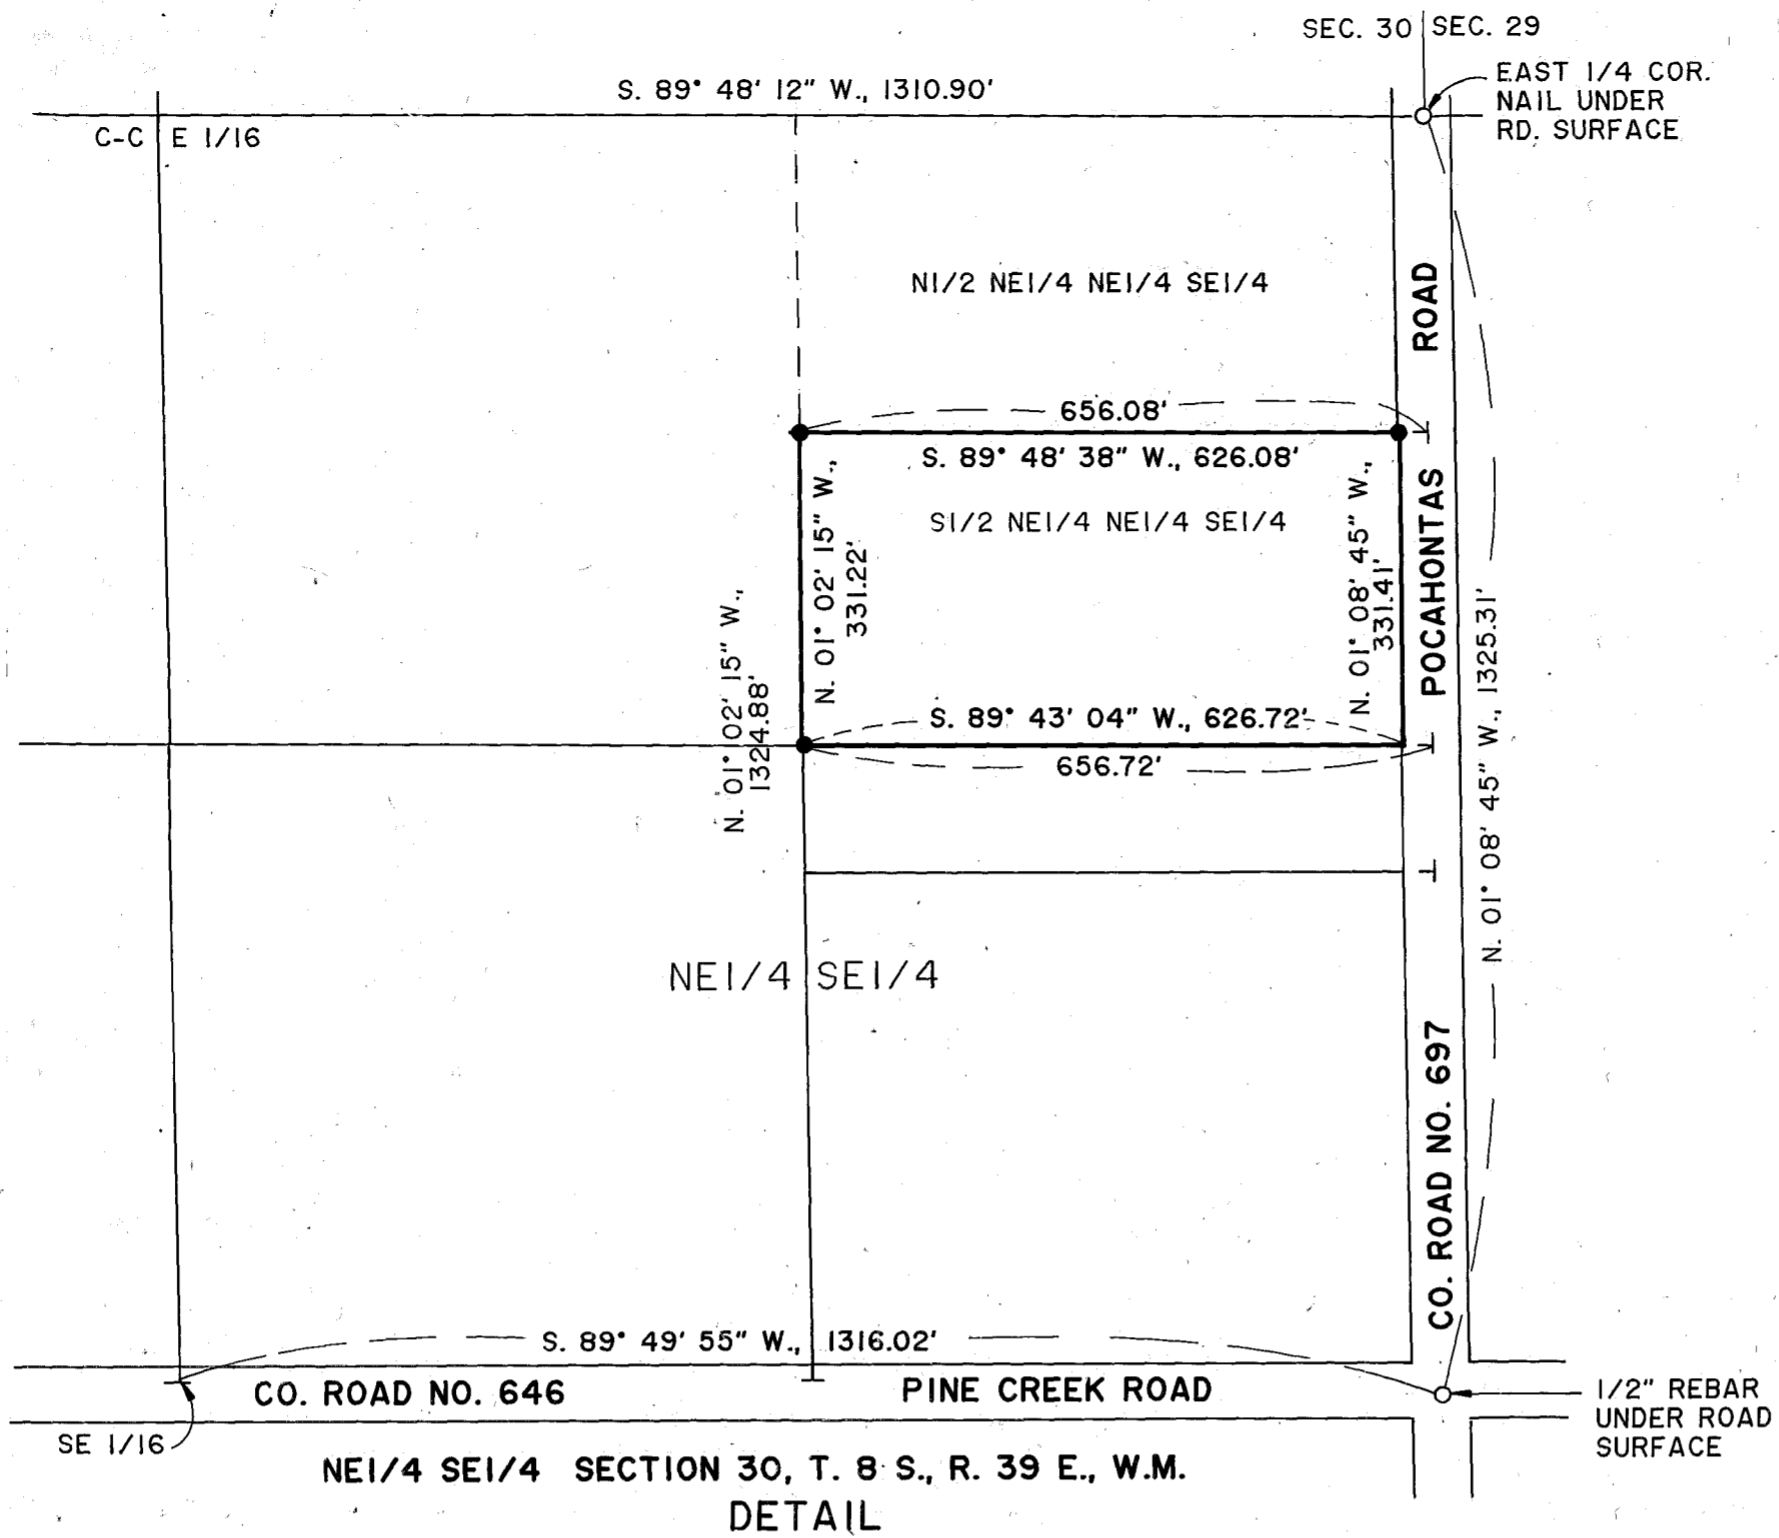 SEC. 30 SEC. 29
EAST 1/4 COR.
NAIL UNDER
RD. SURFACE
S. 89° 48' 12" W., 1310.90'
C-C E 1/16
N1/2 NE1/4 NE1/4 SE1/4
ROAD
656.08'
S. 89° 48' 38" W., 626.08'
S1/2 NE1/4 NE1/4 SE1/4
N. 01° 02' 15" W.,
331.22'
N. 01° 08' 45" W.,
331.41'
POCAHONTAS
N. 01° 02' 15" W.,
1324.88'
S. 89° 43' 04" W., 626.72'
656.72'
N. 01° 08' 45" W., 1325.31'
NE1/4 SE1/4
CO. ROAD NO. 697
S. 89° 49' 55" W., 1316.02'
CO. ROAD NO. 646
PINE CREEK ROAD
1/2" REBAR
UNDER ROAD
SURFACE
SE 1/16
NE1/4 SE1/4 SECTION 30, T. 8 S., R. 39 E., W.M.
DETAIL